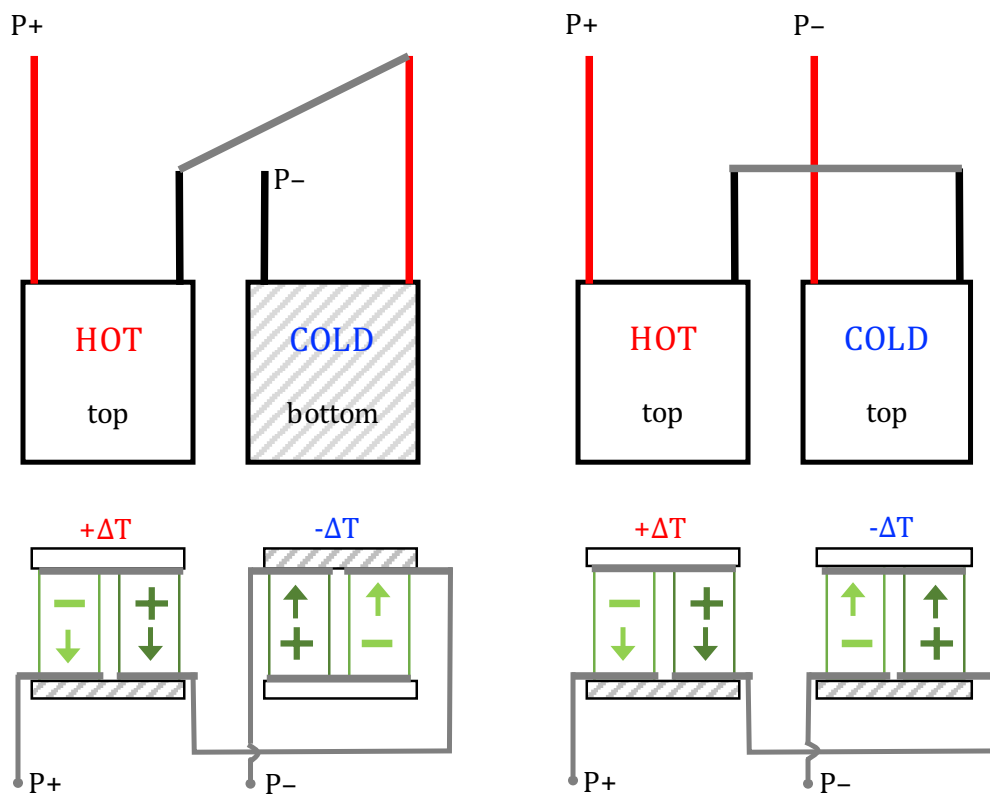 P+
P+
P−
P−
HOT
COLD
HOT
COLD
top
bottom
top
top
+ΔT
-ΔT
+ΔT
-ΔT
− +
+ −
− +
− +
P+
P−
P+
P−